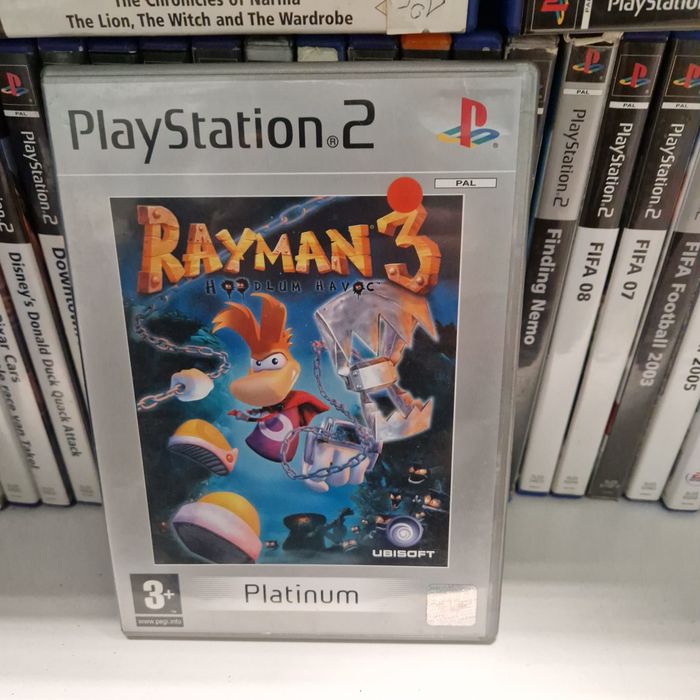 The Chronicles of Narnia
The Lion, The Witch and The Wardrobe
PlayStation
PlayStation®2
PAL
RAYMAN 3
HOODLUM HAVOC
UBISOFT
3+
www.pegi.info
Platinum
PAL
PlayStation.2
Disney's Donald Duck Quack Attack
PlayStation.2
Finding Nemo
PlayStation.2
FIFA 08
PlayStation.2
FIFA 07
PlayStation.2
FIFA Football 2003
2005